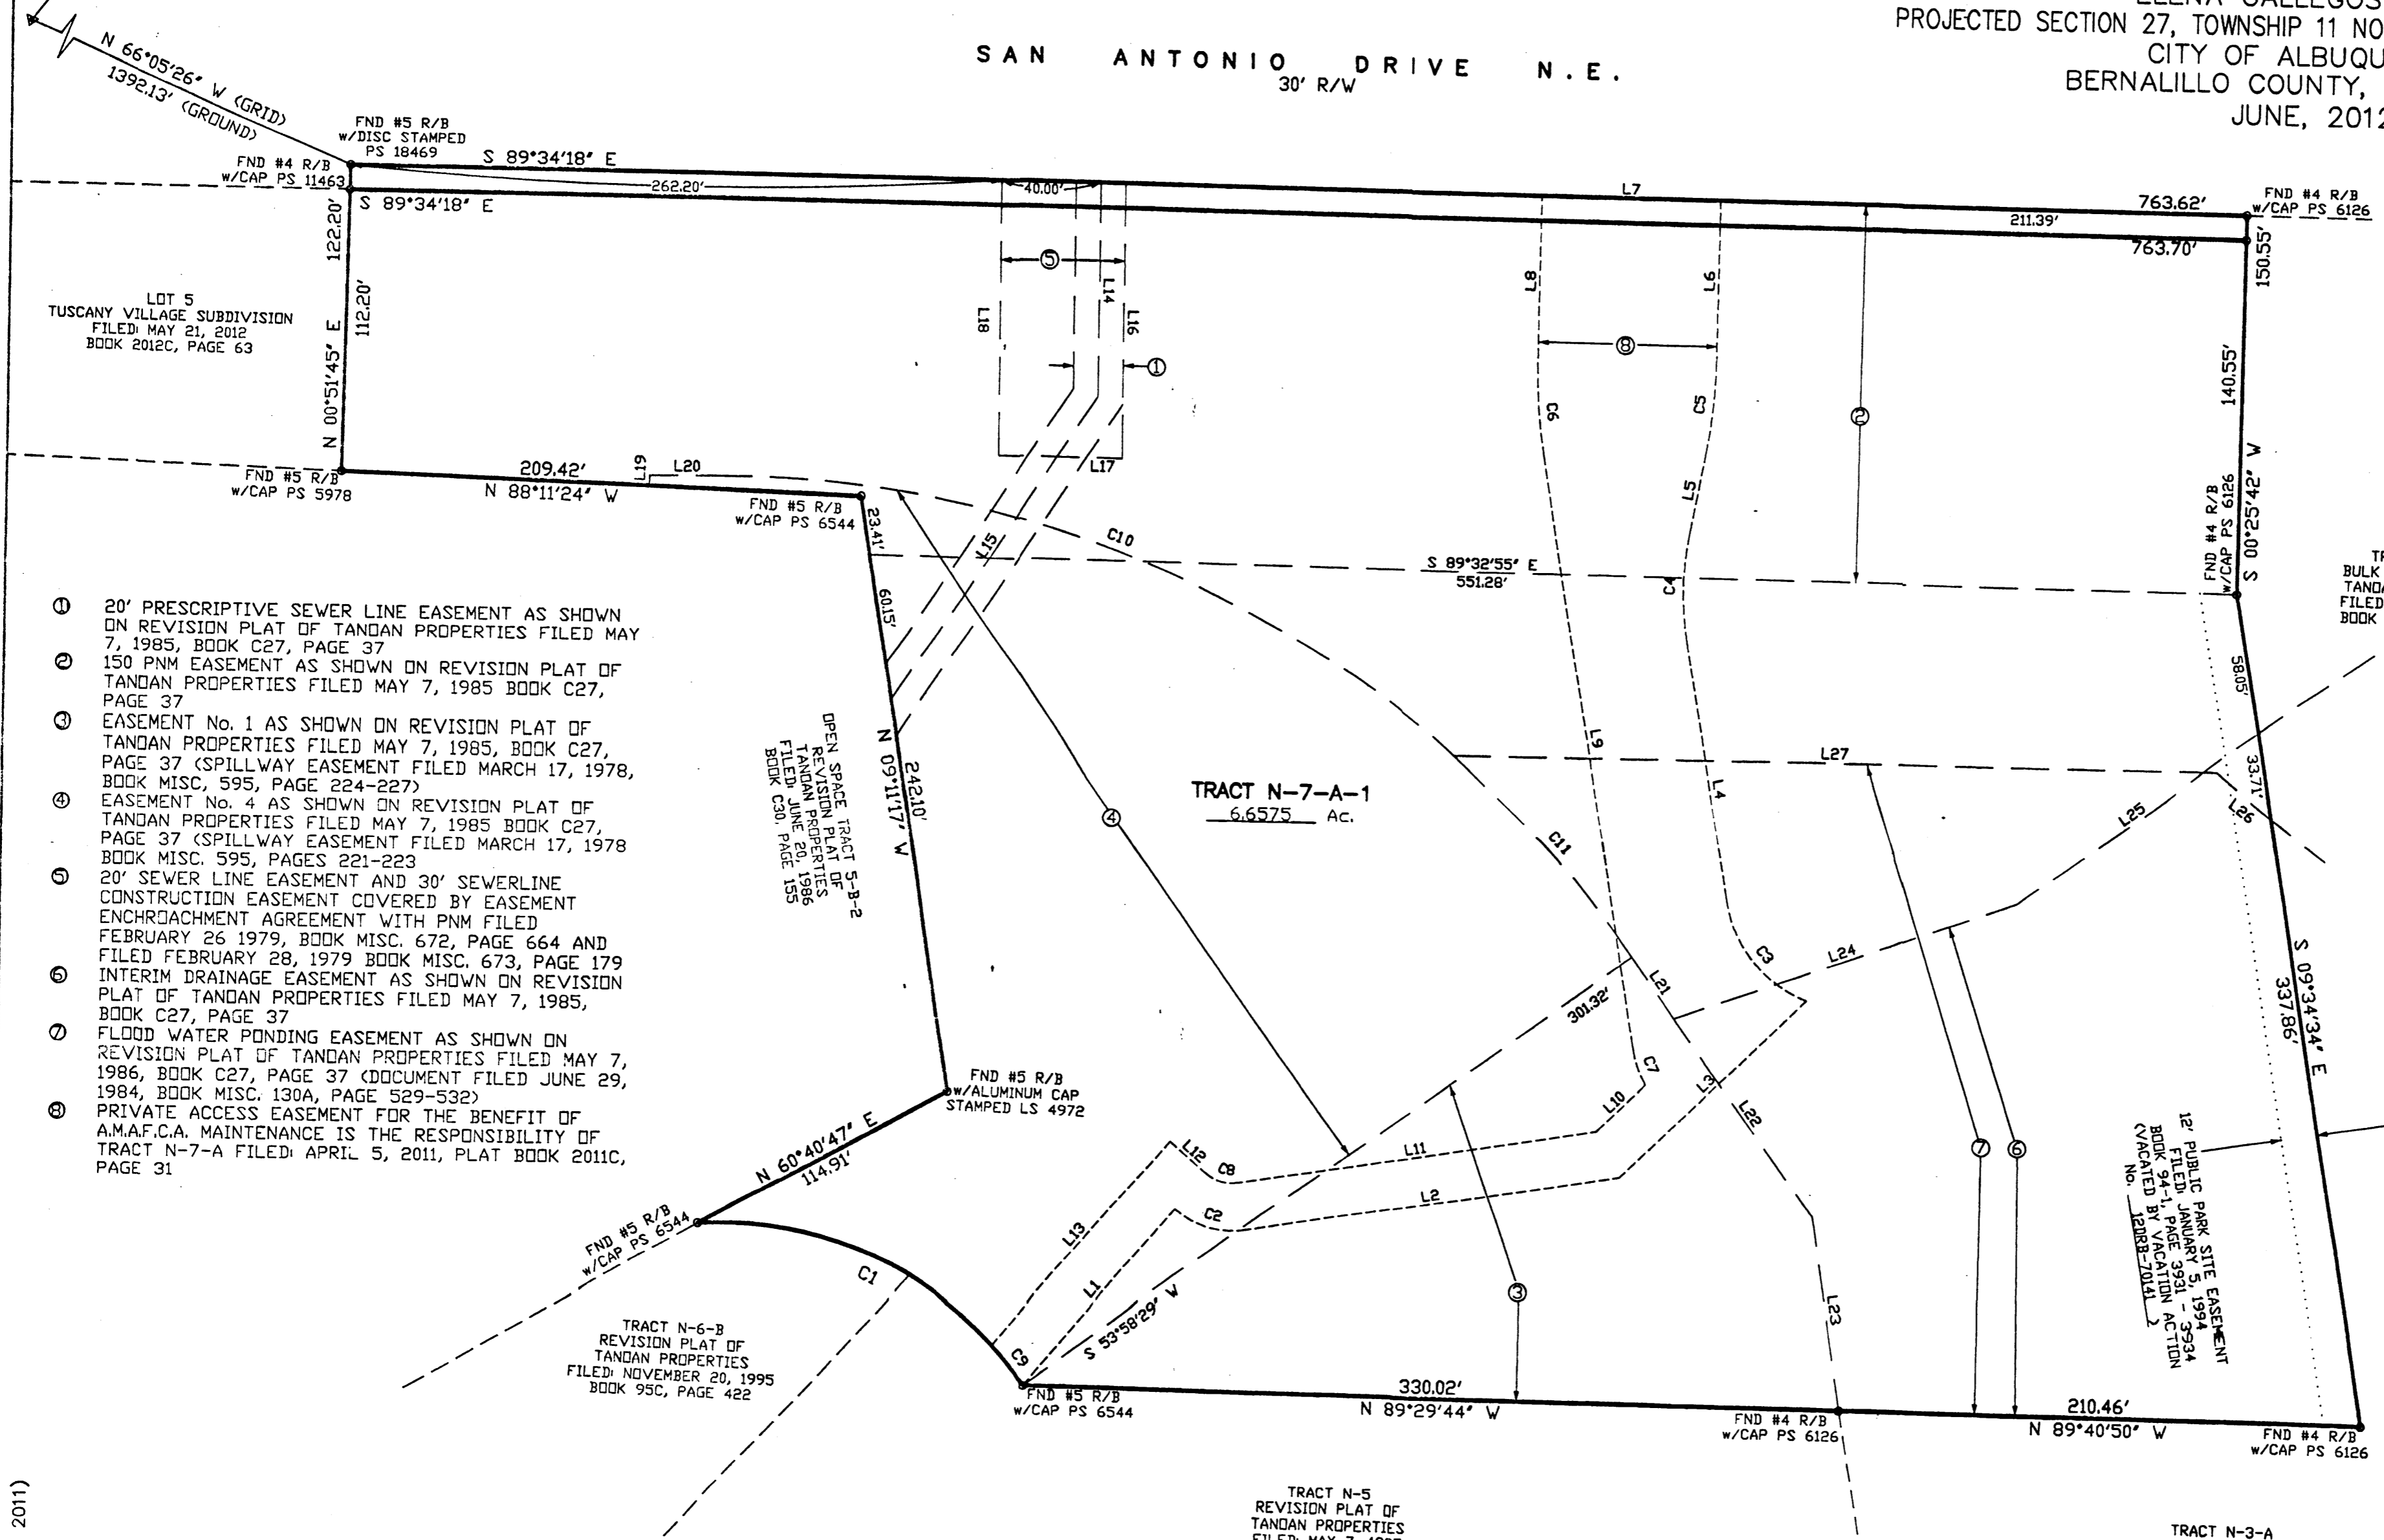 ELENA GALLEGOS
PROJECTED SECTION 27, TOWNSHIP 11 NO
CITY OF ALBUQU
BERNALILLO COUNTY,
JUNE, 2012
SAN ANTONIO DRIVE N.E.
30' R/W
N 66°05'26" W (GRID)
1392.13' (GROUND)
FND #5 R/B
w/DISC STAMPED
PS 18469
FND #4 R/B
w/CAP PS 11463
S 89°34'18" E
262.20'
40.00'
L7
763.62'
FND #4 R/B
w/CAP PS 6126
S 89°34'18" E
211.39'
763.70'
122.20'
112.20'
N 00°51'45" E
LOT 5
TUSCANY VILLAGE SUBDIVISION
FILED: MAY 21, 2012
BOOK 2012C, PAGE 63
5
L14
L18
L16
1
L17
L8
L6
8
C6
C5
L5
2
150.55'
140.55'
S 00°25'42" W
FND #4 R/B
w/CAP PS 6126
FND #5 R/B
w/CAP PS 5978
209.42'
N 88°11'24" W
L19
L20
FND #5 R/B
w/CAP PS 6544
23.41'
60.15'
L15
C10
S 89°32'55" E
551.28'
C4
BULK
TANOA
FILED
BOOK
① 20' PRESCRIPTIVE SEWER LINE EASEMENT AS SHOWN
ON REVISION PLAT OF TANOAN PROPERTIES FILED MAY
7, 1985, BOOK C27, PAGE 37
② 150 PNM EASEMENT AS SHOWN ON REVISION PLAT OF
TANOAN PROPERTIES FILED MAY 7, 1985 BOOK C27,
PAGE 37
③ EASEMENT No. 1 AS SHOWN ON REVISION PLAT OF
TANOAN PROPERTIES FILED MAY 7, 1985, BOOK C27,
PAGE 37 (SPILLWAY EASEMENT FILED MARCH 17, 1978,
BOOK MISC, 595, PAGE 224-227)
④ EASEMENT No. 4 AS SHOWN ON REVISION PLAT OF
TANOAN PROPERTIES FILED MAY 7, 1985 BOOK C27,
PAGE 37 (SPILLWAY EASEMENT FILED MARCH 17, 1978
BOOK MISC. 595, PAGES 221-223
⑤ 20' SEWER LINE EASEMENT AND 30' SEWERLINE
CONSTRUCTION EASEMENT COVERED BY EASEMENT
ENCHROACHMENT AGREEMENT WITH PNM FILED
FEBRUARY 26 1979, BOOK MISC. 672, PAGE 664 AND
FILED FEBRUARY 28, 1979 BOOK MISC. 673, PAGE 179
⑥ INTERIM DRAINAGE EASEMENT AS SHOWN ON REVISION
PLAT OF TANOAN PROPERTIES FILED MAY 7, 1985,
BOOK C27, PAGE 37
⑦ FLOOD WATER PONDING EASEMENT AS SHOWN ON
REVISION PLAT OF TANOAN PROPERTIES FILED MAY 7,
1986, BOOK C27, PAGE 37 (DOCUMENT FILED JUNE 29,
1984, BOOK MISC. 130A, PAGE 529-532)
⑧ PRIVATE ACCESS EASEMENT FOR THE BENEFIT OF
A.M.A.F.C.A. MAINTENANCE IS THE RESPONSIBILITY OF
TRACT N-7-A FILED: APRIL 5, 2011, PLAT BOOK 2011C,
PAGE 31
OPEN SPACE TRACT 5-B-2
REVISION PLAT OF
TANOAN PROPERTIES
FILED: JUNE 20, 1986
BOOK C30, PAGE 155
N 09°11'17" W
242.10'
TRACT N-7-A-1
6.6575 Ac.
4
L9
L4
L27
C11
58.05'
33.71'
L26
L25
L24
C3
L21
301.32'
C7
L10
L3
L22
S 09°34'34" E
337.86'
FND #5 R/B
w/ALUMINUM CAP
STAMPED LS 4972
N 60°40'47" E
114.91'
L12
C8
L11
C2
L2
7
6
12' PUBLIC PARK SITE EASEMENT
FILED: JANUARY 5, 1994
BOOK 94-1, PAGE 3931 - 3934
(VACATED BY VACATION ACTION
No. 12DRB-70141 )
FND #5 R/B
w/CAP PS 6544
C1
L13
L1
S 53°58'29" W
3
L23
C9
TRACT N-6-B
REVISION PLAT OF
TANOAN PROPERTIES
FILED: NOVEMBER 20, 1995
BOOK 95C, PAGE 422
FND #5 R/B
w/CAP PS 6544
330.02'
N 89°29'44" W
FND #4 R/B
w/CAP PS 6126
210.46'
N 89°40'50" W
FND #4 R/B
w/CAP PS 6126
2011)
TRACT N-5
REVISION PLAT OF
TANOAN PROPERTIES
TRACT N-3-A